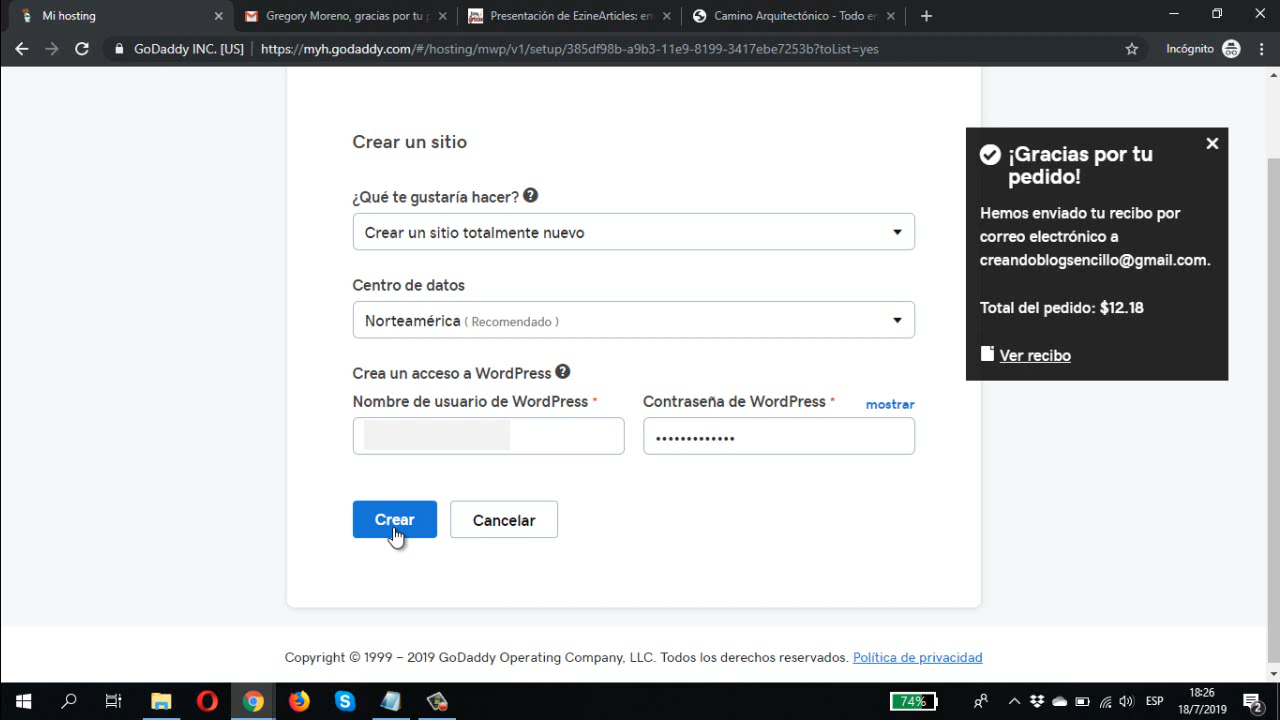 Mi hosting
Gregory Moreno, gracias por tu p
Presentación de EzineArticles: em
Camino Arquitectónico - Todo en
GoDaddy INC. [US]
https://myh.godaddy.com/#/hosting/mwp/v1/setup/385df98b-a9b3-11e9-8199-3417ebe7253b?toList=yes
Incógnito
Crear un sitio
¿Qué te gustaría hacer?
Crear un sitio totalmente nuevo
Centro de datos
Norteamérica ( Recomendado )
Crea un acceso a WordPress
Nombre de usuario de WordPress *
Contraseña de WordPress *
mostrar
•••••••••••••
Crear
Cancelar
¡Gracias por tu
pedido!
Hemos enviado tu recibo por
correo electrónico a
creandoblogsencillo@gmail.com.
Total del pedido: $12.18
Ver recibo
Copyright © 1999 – 2019 GoDaddy Operating Company, LLC. Todos los derechos reservados. Política de privacidad
74%
ESP
18:26
18/7/2019
2